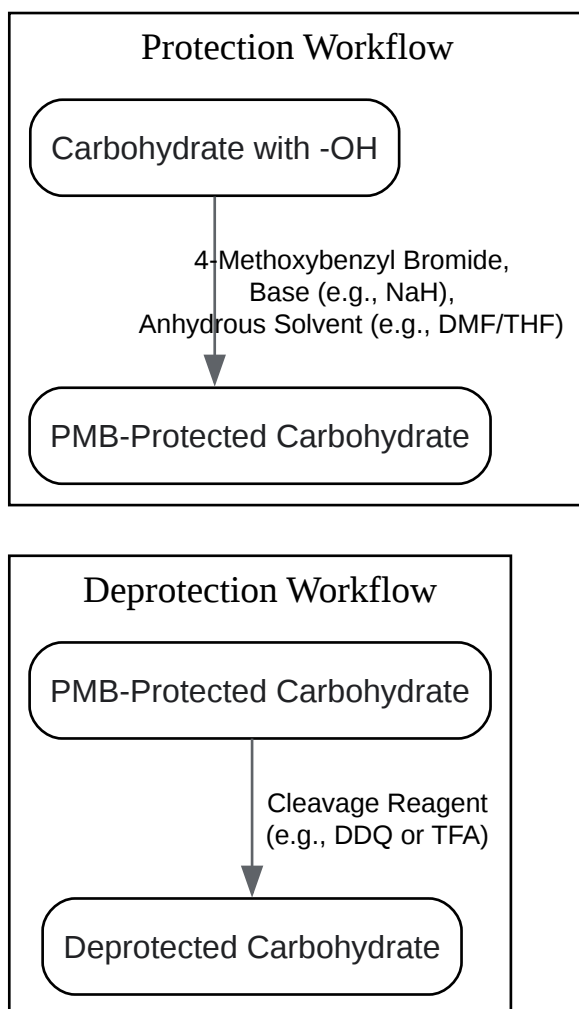 Protection Workflow
Carbohydrate with -OH
4-Methoxybenzyl Bromide,
Base (e.g., NaH),
Anhydrous Solvent (e.g., DMF/THF)
PMB-Protected Carbohydrate
Deprotection Workflow
PMB-Protected Carbohydrate
Cleavage Reagent
(e.g., DDQ or TFA)
Deprotected Carbohydrate